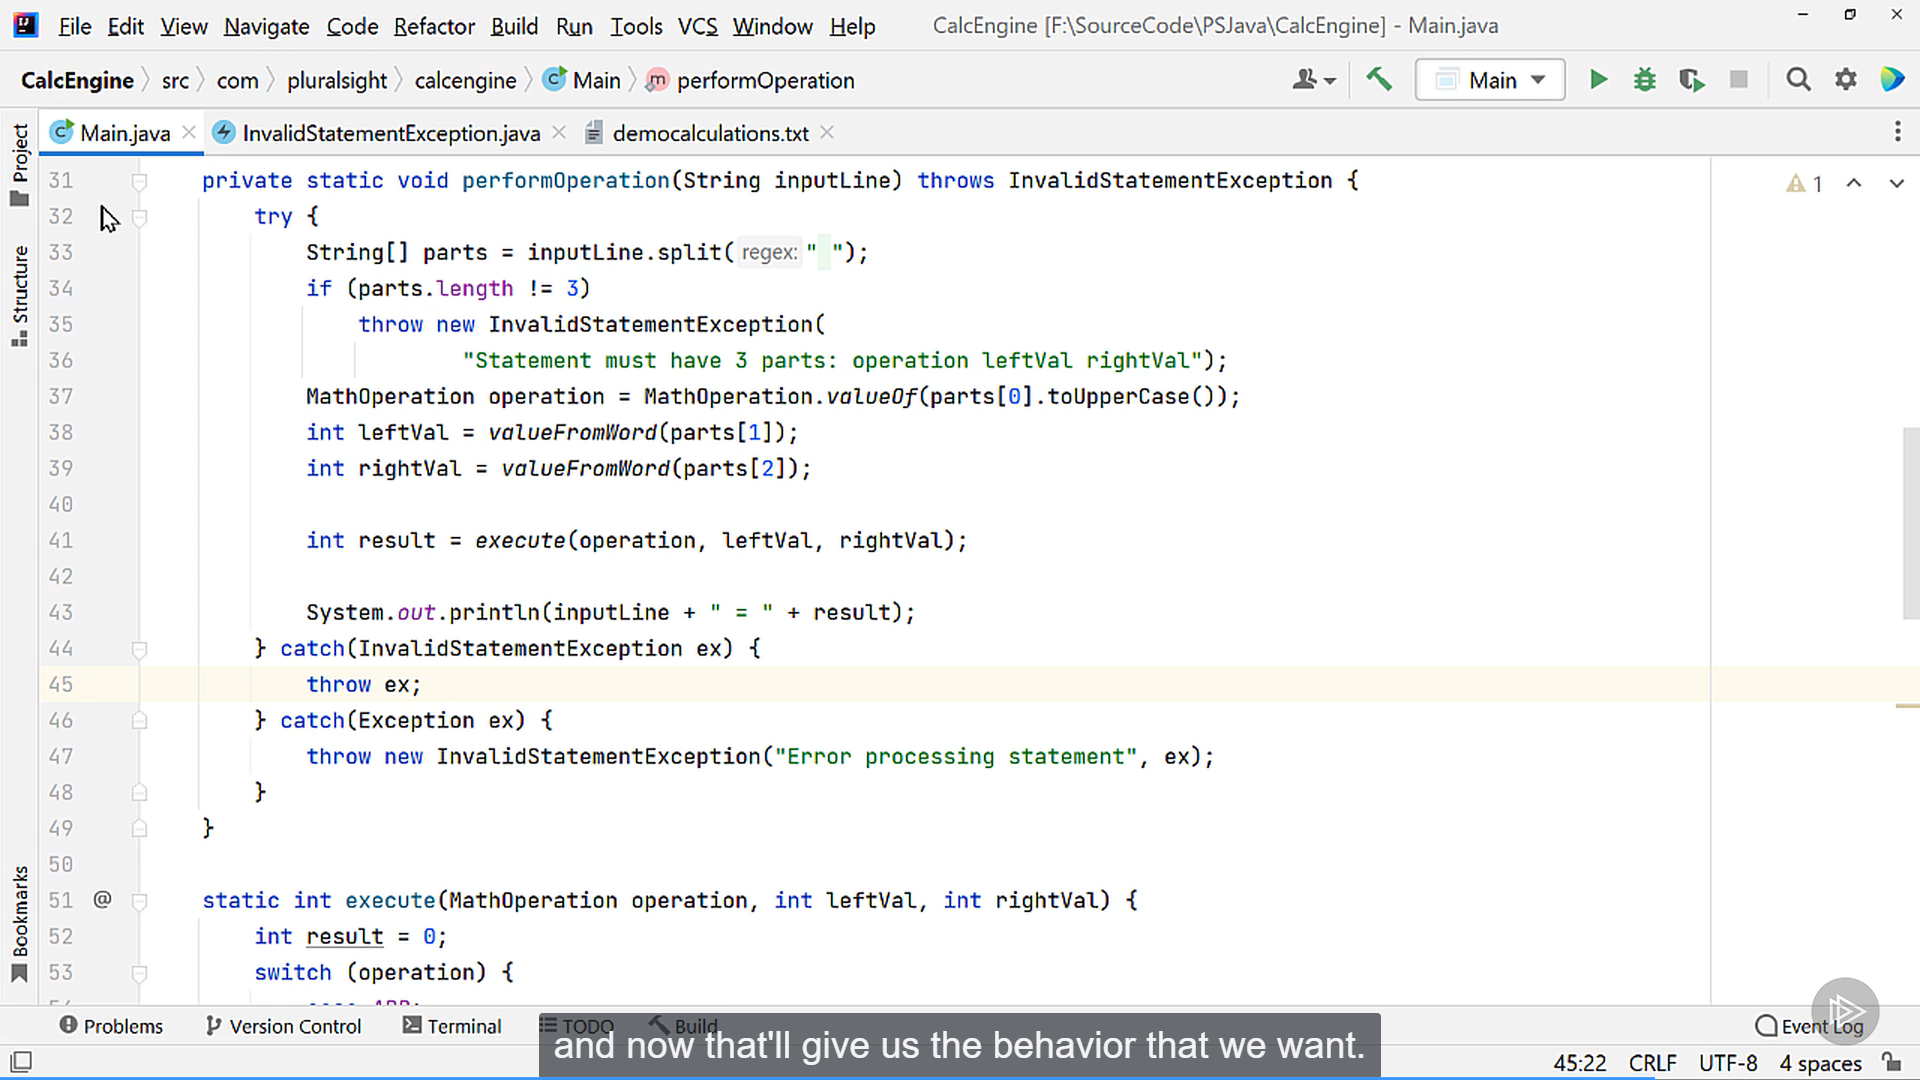 File Edit View Navigate Code Refactor Build Run Tools VCS Window Help CalcEngine [F:\SourceCode\PSJava\CalcEngine] - Main.java
CalcEngine src com pluralsight calcengine Main performOperation Main
Main.java InvalidStatementException.java democalculations.txt
Project
Structure
Bookmarks
31 private static void performOperation(String inputLine) throws InvalidStatementException {
1
32 try {
33 String[] parts = inputLine.split( regex: " ");
34 if (parts.length != 3)
35 throw new InvalidStatementException(
36 "Statement must have 3 parts: operation leftVal rightVal");
37 MathOperation operation = MathOperation.valueOf(parts[0].toUpperCase());
38 int leftVal = valueFromWord(parts[1]);
39 int rightVal = valueFromWord(parts[2]);
40
41 int result = execute(operation, leftVal, rightVal);
42
43 System.out.println(inputLine + " = " + result);
44 } catch(InvalidStatementException ex) {
45 throw ex;
46 } catch(Exception ex) {
47 throw new InvalidStatementException("Error processing statement", ex);
48 }
49 }
50
51 @ static int execute(MathOperation operation, int leftVal, int rightVal) {
52 int result = 0;
53 switch (operation) {
Problems Version Control Terminal TODO Build Event Log
and now that'll give us the behavior that we want.
45:22 CRLF UTF-8 4 spaces